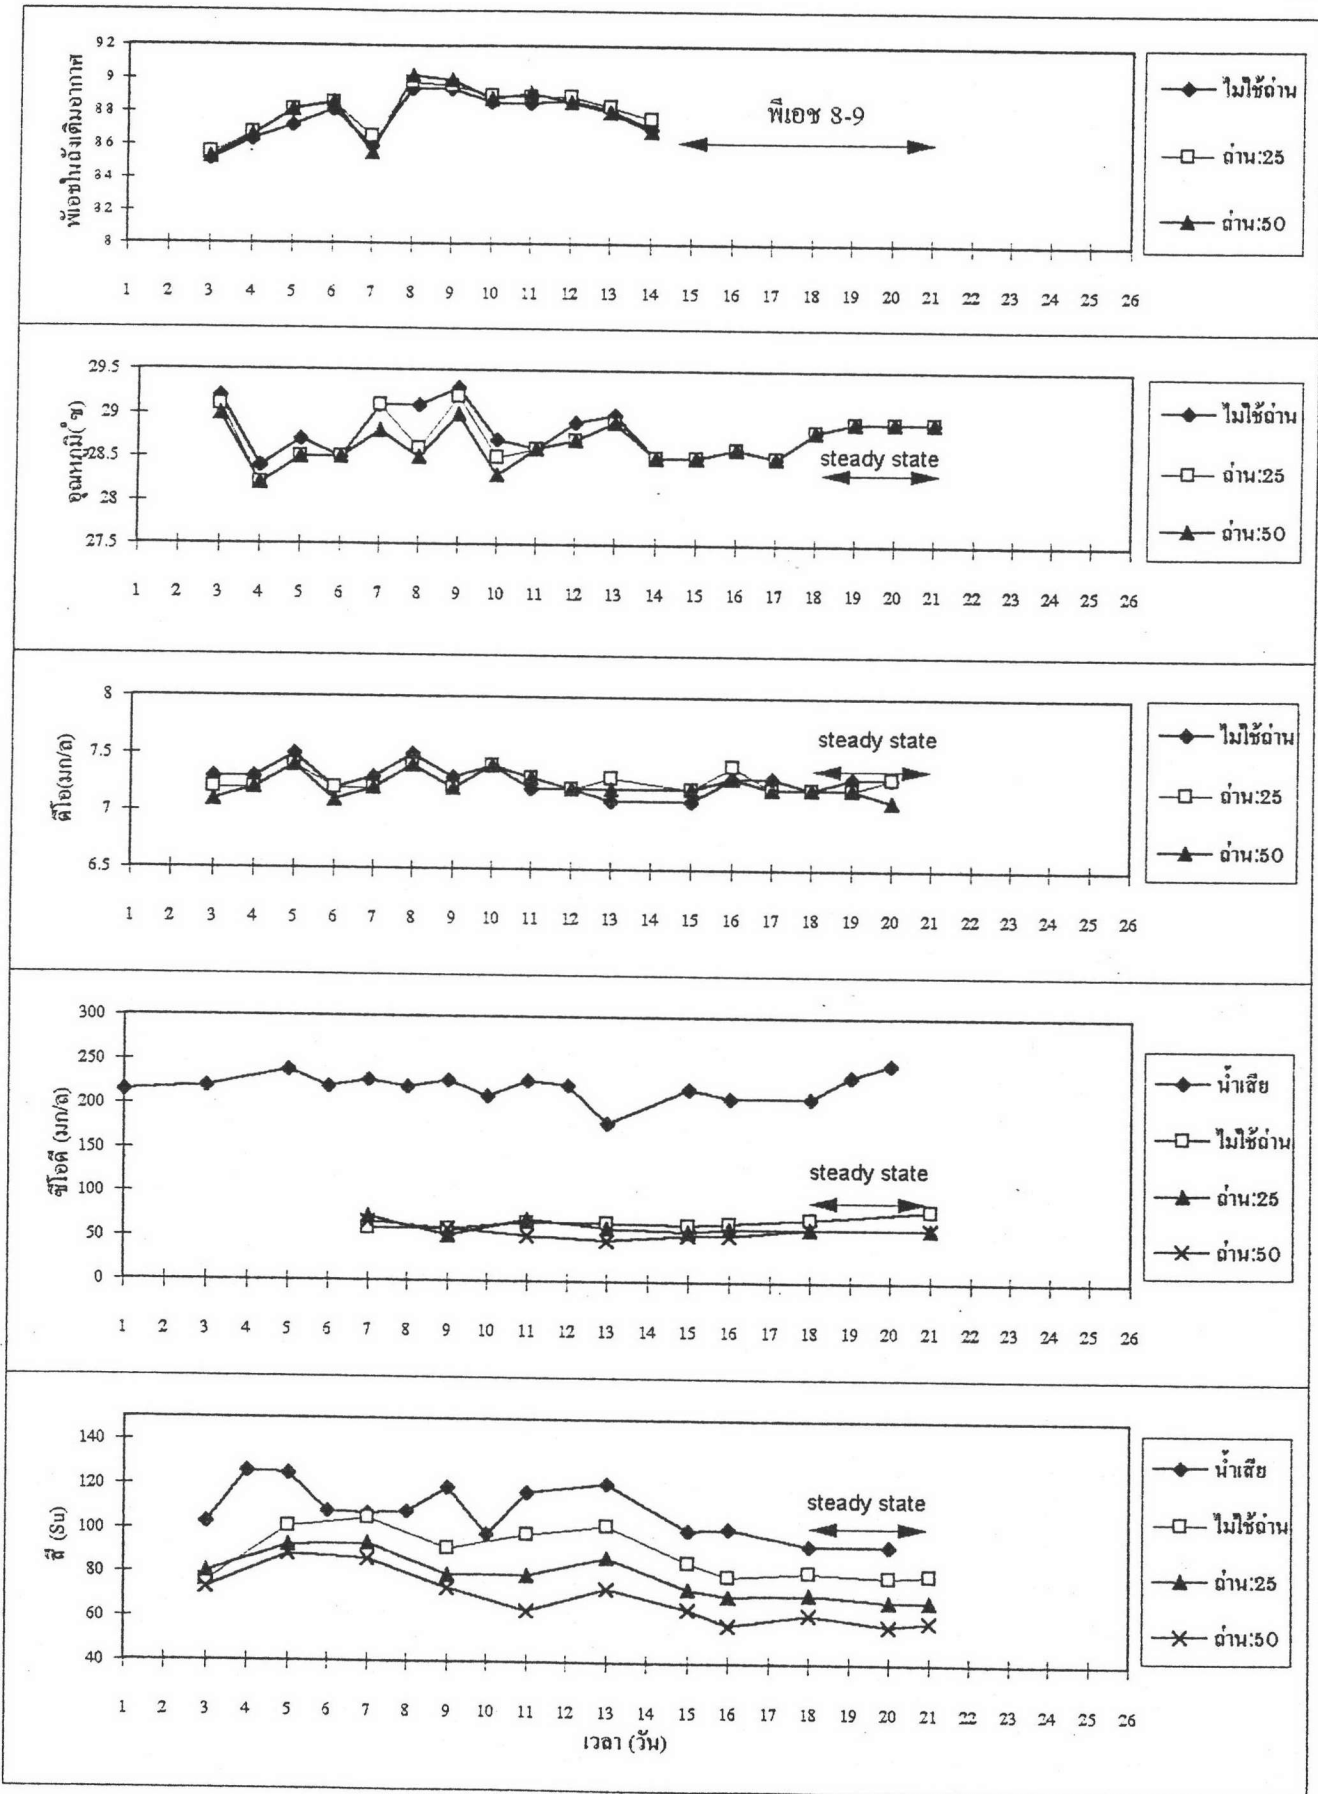 พีเอชในถังเติมอากาศ
9 2
9
8 8
8 6
8 4
8 2
8
พีเอช 8-9
ไม่ใช้ถ่าน
ถ่าน:25
ถ่าน:50
1 2 3 4 5 6 7 8 9 10 11 12 13 14 15 16 17 18 19 20 21 22 23 24 25 26
อุณหภูมิ(ํซ)
29.5
29
28.5
28
27.5
steady state
ไม่ใช้ถ่าน
ถ่าน:25
ถ่าน:50
1 2 3 4 5 6 7 8 9 10 11 12 13 14 15 16 17 18 19 20 21 22 23 24 25 26
ดีโอ(มก/ล)
8
7.5
7
6.5
steady state
ไม่ใช้ถ่าน
ถ่าน:25
ถ่าน:50
1 2 3 4 5 6 7 8 9 10 11 12 13 14 15 16 17 18 19 20 21 22 23 24 25 26
ซีโอดี (มก/ล)
300
250
200
150
100
50
0
steady state
น้ำเสีย
ไม่ใช้ถ่าน
ถ่าน:25
ถ่าน:50
1 2 3 4 5 6 7 8 9 10 11 12 13 14 15 16 17 18 19 20 21 22 23 24 25 26
สี (Su)
140
120
100
80
60
40
steady state
น้ำเสีย
ไม่ใช้ถ่าน
ถ่าน:25
ถ่าน:50
1 2 3 4 5 6 7 8 9 10 11 12 13 14 15 16 17 18 19 20 21 22 23 24 25 26
เวลา (วัน)